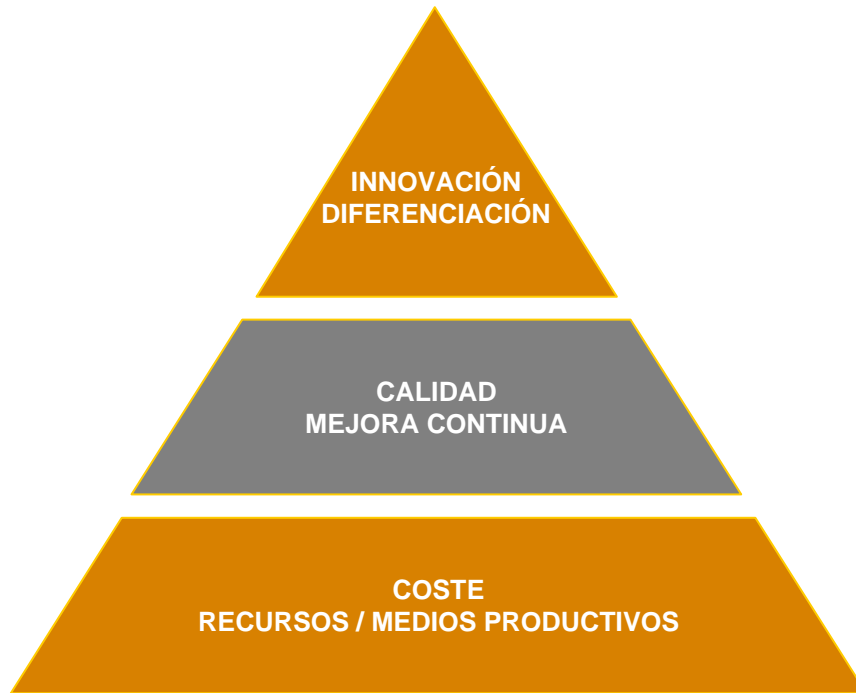 INNOVACIÓN
DIFERENCIACIÓN
CALIDAD
MEJORA CONTINUA
COSTE
RECURSOS / MEDIOS PRODUCTIVOS